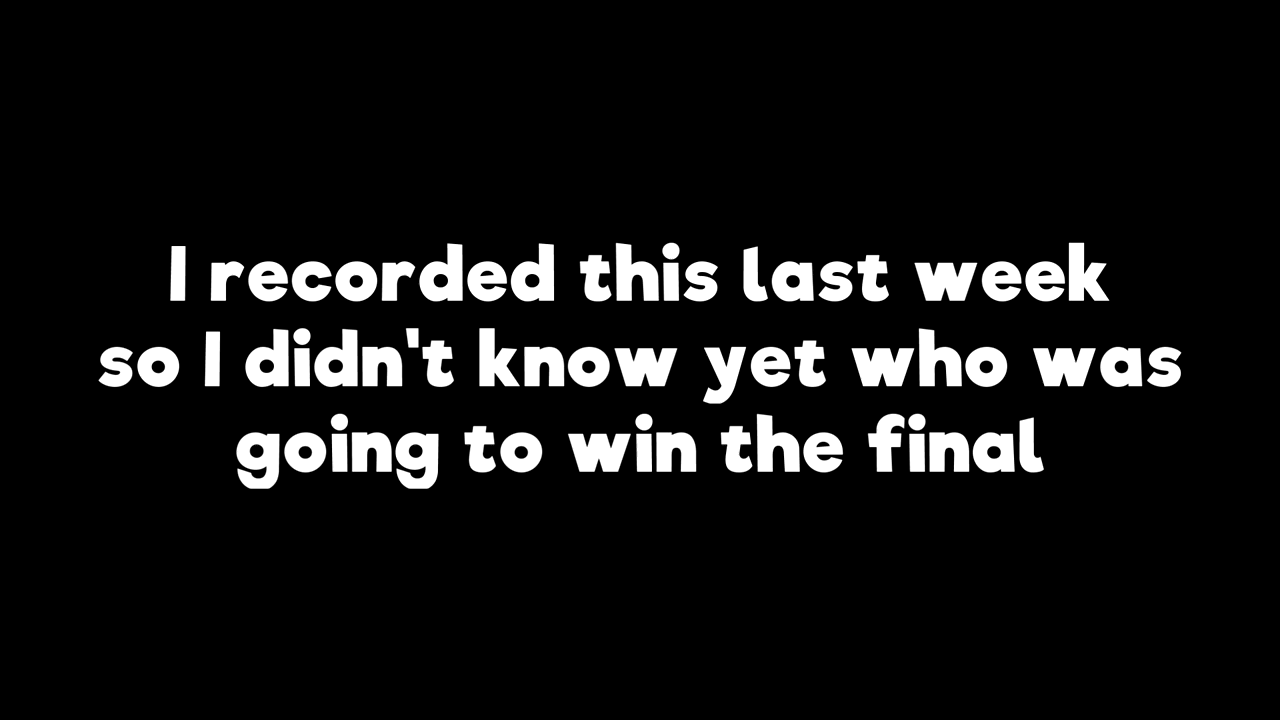 I recorded this last week
so I didn't know yet who was
going to win the final